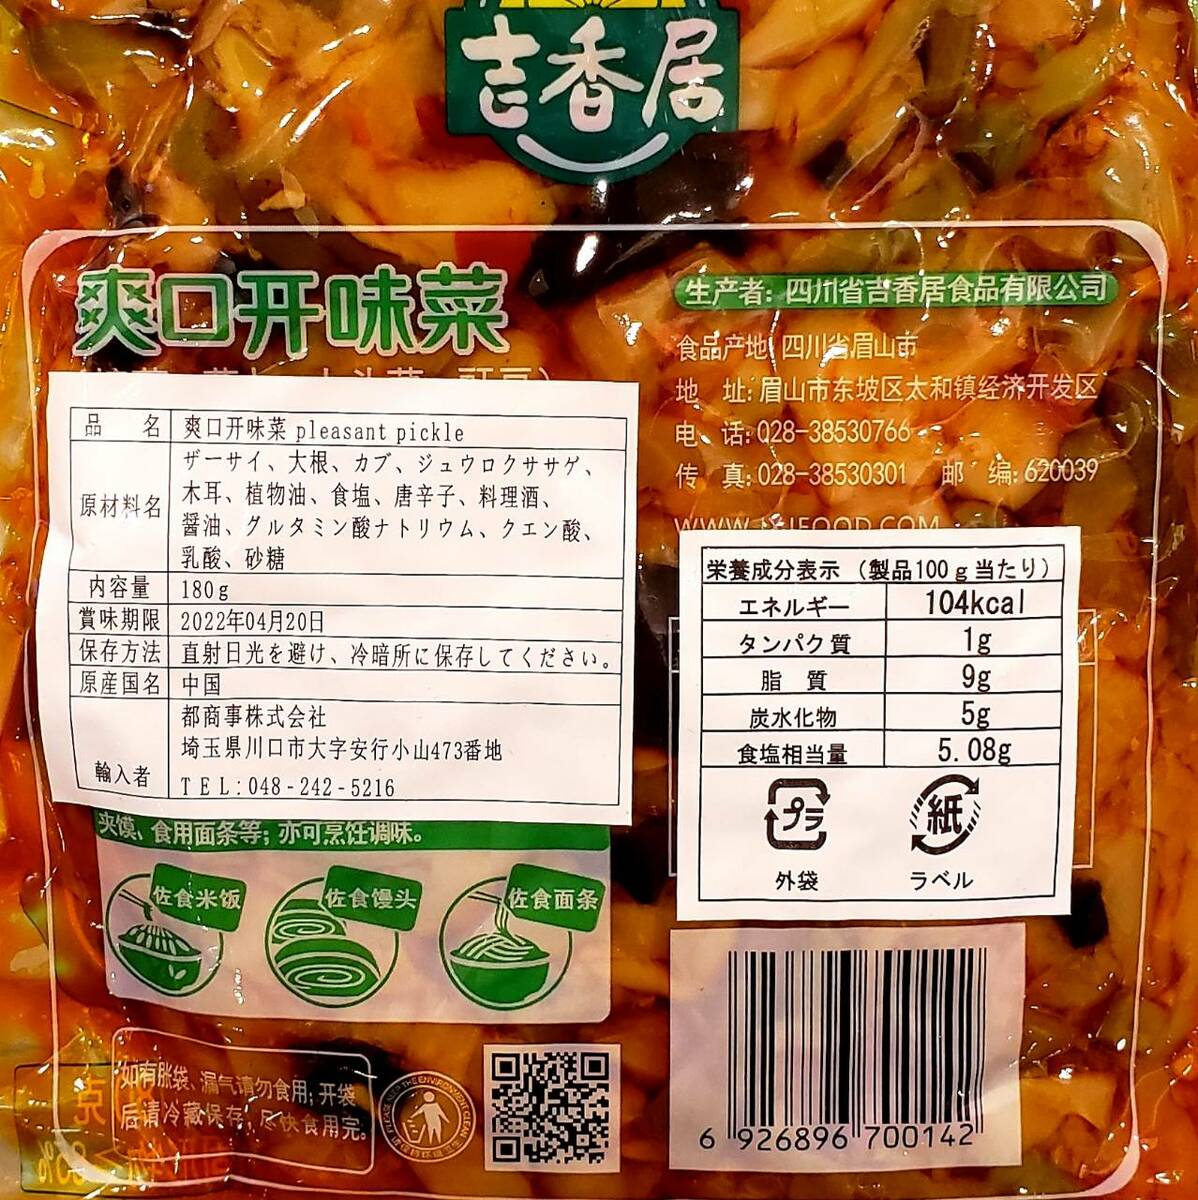 吉香居
爽口开味菜
生产者: 四川省吉香居食品有限公司
食品产地: 四川省眉山市
地 址: 眉山市东坡区太和镇经济开发区
电 话: 028-38530766
传 真: 028-38530301 邮 编: 620039
品 名 爽口开味菜 pleasant pickle
原材料名 ザーサイ、大根、カブ、ジュウロクササゲ、
木耳、植物油、食塩、唐辛子、料理酒、
醤油、グルタミン酸ナトリウム、クエン酸、
乳酸、砂糖
内容量 180g
賞味期限 2022年04月20日
保存方法 直射日光を避け、冷暗所に保存してください。
原産国名 中国
輸入者 都商事株式会社
埼玉県川口市大字安行小山473番地
TEL:048-242-5216
栄養成分表示 (製品100g当たり)
エネルギー 104kcal
タンパク質 1g
脂 質 9g
炭水化物 5g
食塩相当量 5.08g
プラ 紙
外袋 ラベル
夹馍、食用面条等; 亦可烹饪调味。
佐食米饭 佐食馒头 佐食面条
如有胀袋、漏气请勿食用; 开袋
后请冷藏保存, 尽快食用完。
6 926896 700142